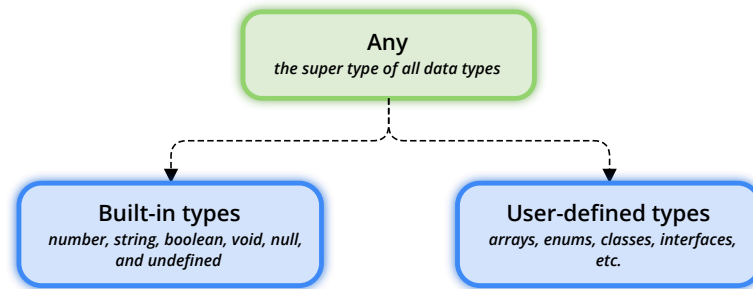 Any
the super type of all data types
Built-in types
number, string, boolean, void, null,
and undefined
User-defined types
arrays, enums, classes, interfaces,
etc.